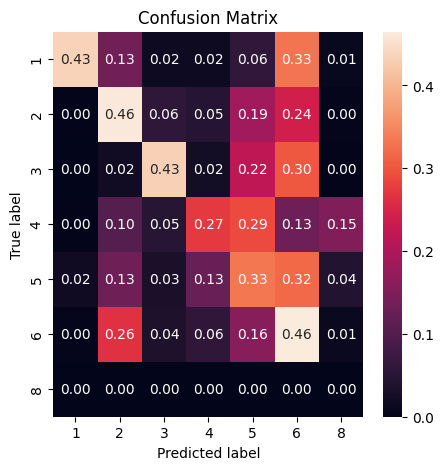 Confusion Matrix
1 0.43 0.13 0.02 0.02 0.06 0.33 0.01
2 0.00 0.46 0.06 0.05 0.19 0.24 0.00
3 0.00 0.02 0.43 0.02 0.22 0.30 0.00
4 0.00 0.10 0.05 0.27 0.29 0.13 0.15
5 0.02 0.13 0.03 0.13 0.33 0.32 0.04
6 0.00 0.26 0.04 0.06 0.16 0.46 0.01
8 0.00 0.00 0.00 0.00 0.00 0.00 0.00
1 2 3 4 5 6 8
Predicted label
True label
0.4
0.3
0.2
0.1
0.0